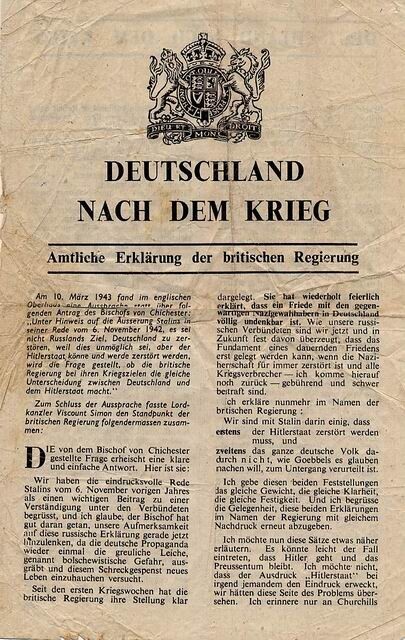 DIEU ET MON DROIT
DEUTSCHLAND
NACH DEM KRIEG
Amtliche Erklärung der britischen Regierung
Am 10. März 1943 fand im englischen
Oberhaus eine Aussprache statt über fol-
genden Antrag des Bischofs von Chichester:
„Unter Hinweis auf die Äusserung Stalins in
seiner Rede vom 6. November 1942, es sei
nicht Russlands Ziel, Deutschland zu zer-
stören, weil dies unmöglich sei, aber der
Hitlerstaat könne und werde zerstört werden,
wird die Frage gestellt, ob die britische
Regierung bei ihren Kriegszielen die gleiche
Unterscheidung zwischen Deutschland und
dem Hitlerstaat macht.“
Zum Schluss der Aussprache fasste Lord-
kanzler Viscount Simon den Standpunkt der
britischen Regierung folgendermassen zusam-
men:
DIE von dem Bischof von Chichester
gestellte Frage erheischt eine klare
und einfache Antwort. Hier ist sie:
Wir haben die eindrucksvolle Rede
Stalins vom 6. November vorigen Jahres
als einen wichtigen Beitrag zu einer
Verständigung unter den Verbündeten
begrüsst, und ich glaube, der Bischof hat
gut daran getan, unsere Aufmerksamkeit
auf diese russische Erklärung gerade jetzt
hinzulenken, da die deutsche Propaganda
wieder einmal die greuliche Leiche,
genannt bolschewistische Gefahr, ausg-
räbt und diesem Schreckgespenst neues
Leben einzuhauchen versucht.
Seit den ersten Kriegswochen hat die
britische Regierung ihre Stellung klar
dargelegt. Sie hat wiederholt feierlich
erklärt, dass ein Friede mit den gegen-
wärtigen Nazigewalthabern in Deutschland
völlig undenkbar ist. Wie unsere russi-
schen Verbündeten sind wir jetzt und in
Zukunft fest davon überzeugt, dass das
Fundament eines dauernden Friedens
erst gelegt werden kann, wenn die Nazi-
herrschaft für immer zerstört ist und alle
Kriegsverbrecher — ich komme hierauf
noch zurück — gebührend und schwer
bestraft sind.
Ich erkläre nunmehr im Namen der
britischen Regierung :
Wir sind mit Stalin darin einig, dass
erstens der Hitlerstaat zerstört werden
muss, und
zweitens das ganze deutsche Volk da-
durch nicht, wie Goebbels es glauben
machen will, zum Untergang verurteilt ist.
Ich gebe diesen beiden Feststellungen
das gleiche Gewicht, die gleiche Klarheit,
die gleiche Festigkeit. Und ich begrüsse
die Gelegenheit, diese beiden Erklärungen
im Namen der Regierung mit gleichem
Nachdruck erneut abzugeben.
Ich möchte nun diese Sätze etwas näher
erläutern. Es könnte leicht der Fall
eintreten, dass Hitler geht und das
Preussentum bleibt. Ich möchte nicht,
dass der Ausdruck „Hitlerstaat“ bei
irgend jemanden den Eindruck erweckt,
wir hätten diese Seite des Problems über-
sehen. Ich erinnere nur an Churchills